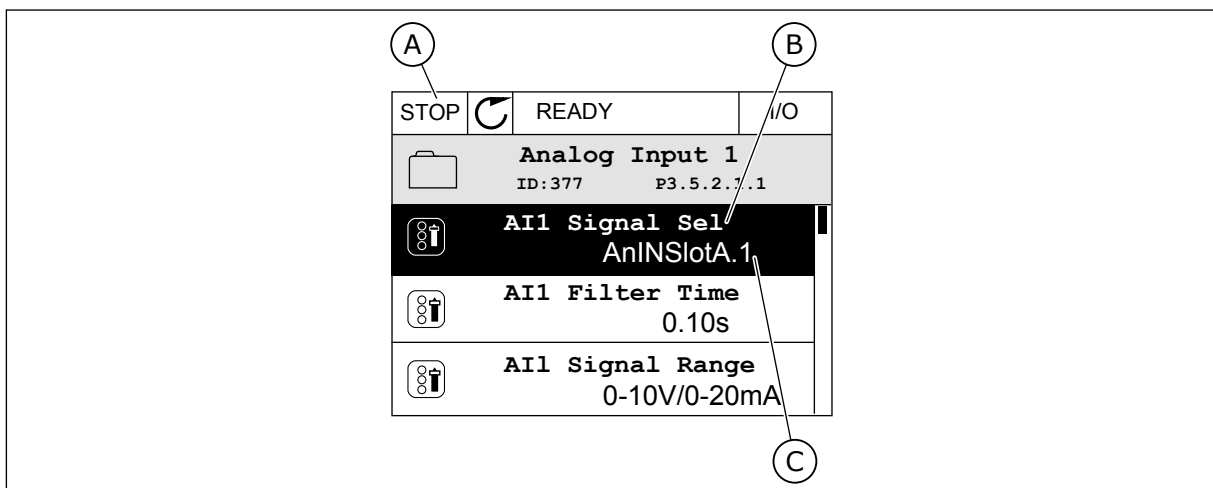 A
B
STOP READY I/O
Analog Input 1
ID:377 P3.5.2.1.1
AI1 Signal Sel
AnINSlotA.1
AI1 Filter Time
0.10s
AIl Signal Range
0-10V/0-20mA
C